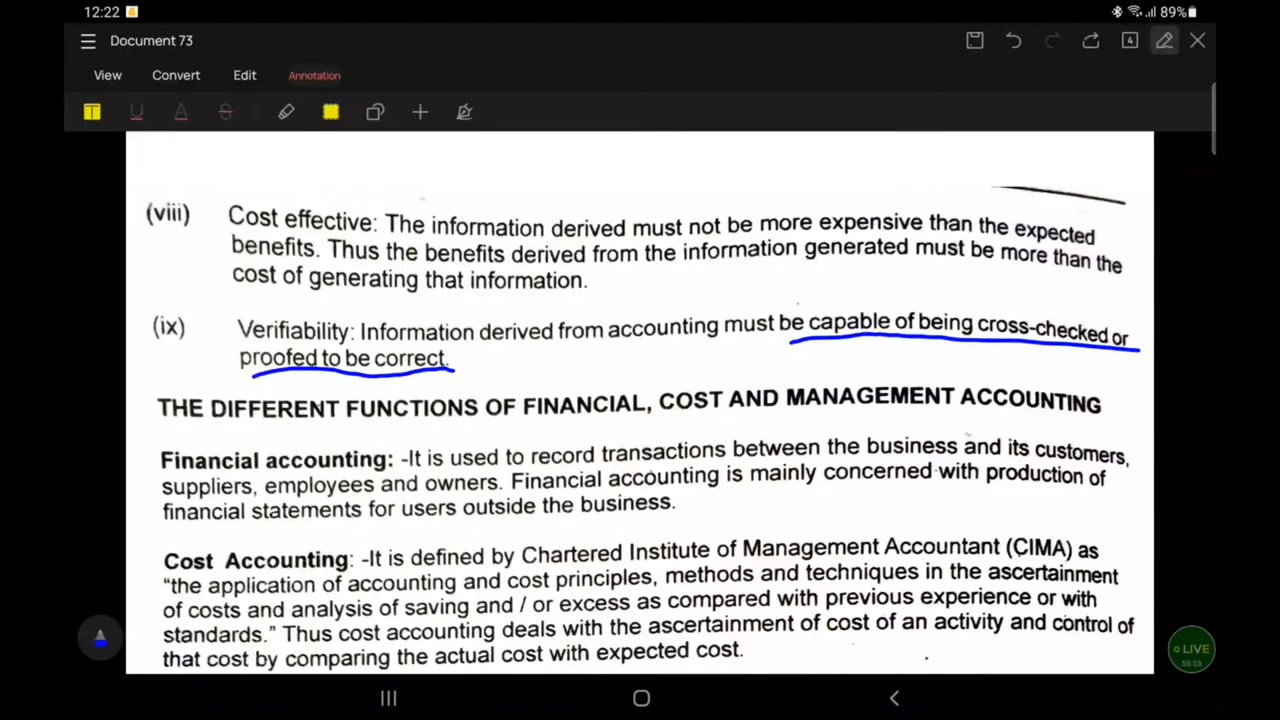 12:22
89%
Document 73
4
View Convert Edit Annotation
T U A S
(viii) Cost effective: The information derived must not be more expensive than the expected
benefits. Thus the benefits derived from the information generated must be more than the
cost of generating that information.
(ix) Verifiability: Information derived from accounting must be capable of being cross-checked or
proofed to be correct.
THE DIFFERENT FUNCTIONS OF FINANCIAL, COST AND MANAGEMENT ACCOUNTING
Financial accounting: -It is used to record transactions between the business and its customers,
suppliers, employees and owners. Financial accounting is mainly concerned with production of
financial statements for users outside the business.
Cost Accounting: -It is defined by Chartered Institute of Management Accountant (CIMA) as
“the application of accounting and cost principles, methods and techniques in the ascertainment
of costs and analysis of saving and / or excess as compared with previous experience or with
standards.” Thus cost accounting deals with the ascertainment of cost of an activity and control of
that cost by comparing the actual cost with expected cost.
LIVE
50:23